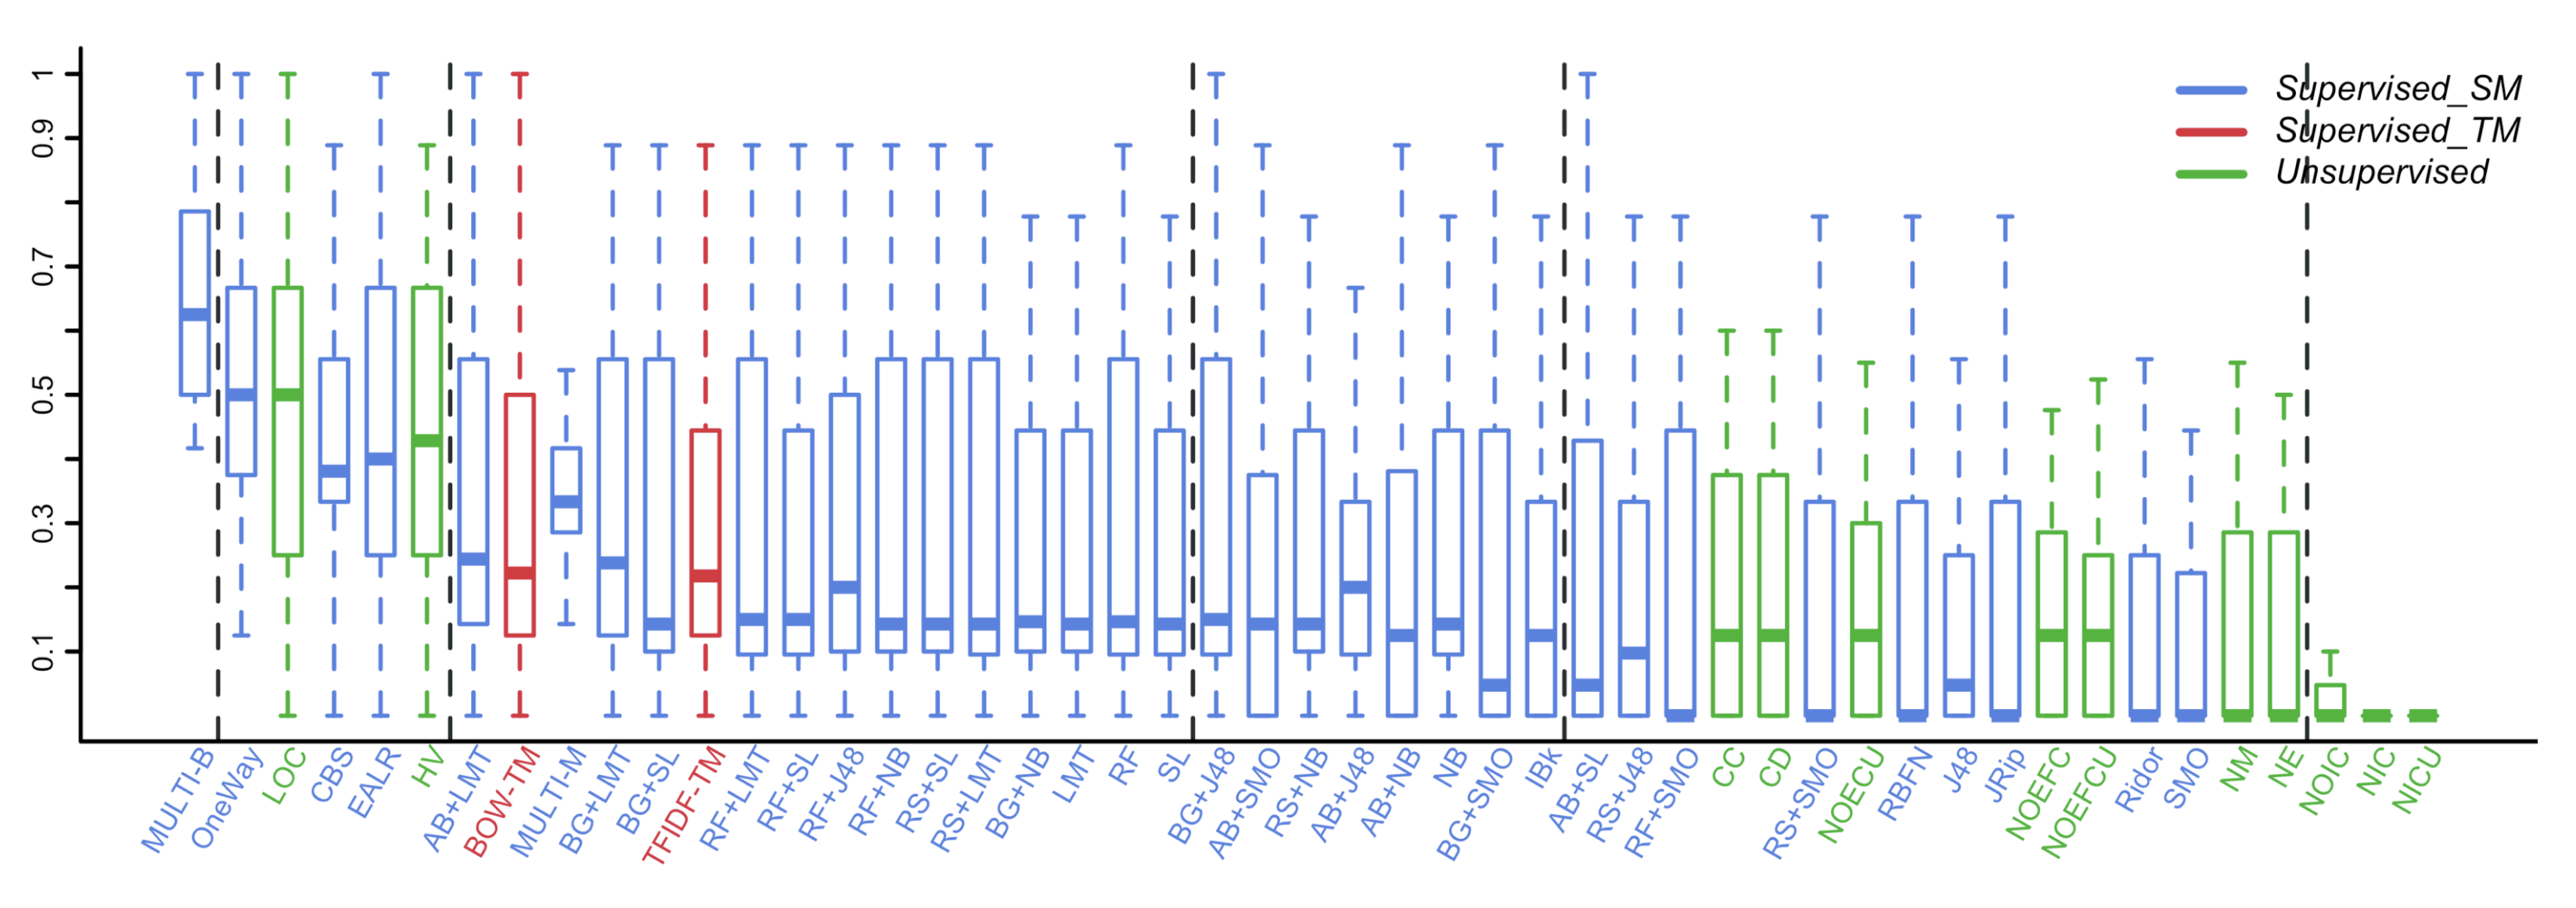 1
0.9
0.7
0.5
0.3
0.1
Supervised_SM
Supervised_TM
Unsupervised
MULTI-B
OneWay
LOC
CBS
EALR
HV
AB+LMT
BOW-TM
MULTI-M
BG+LMT
BG+SL
TFIDF-TM
RF+LMT
RF+SL
RF+J48
RF+NB
RS+SL
RS+LMT
BG+NB
LMT
RF
SL
BG+J48
AB+SMO
RS+NB
AB+J48
AB+NB
NB
BG+SMO
IBk
AB+SL
RS+J48
RF+SMO
CC
CD
RS+SMO
NOECU
RBFN
J48
JRip
NOEFC
NOEFCU
Ridor
SMO
NM
NE
NOIC
NIC
NICU